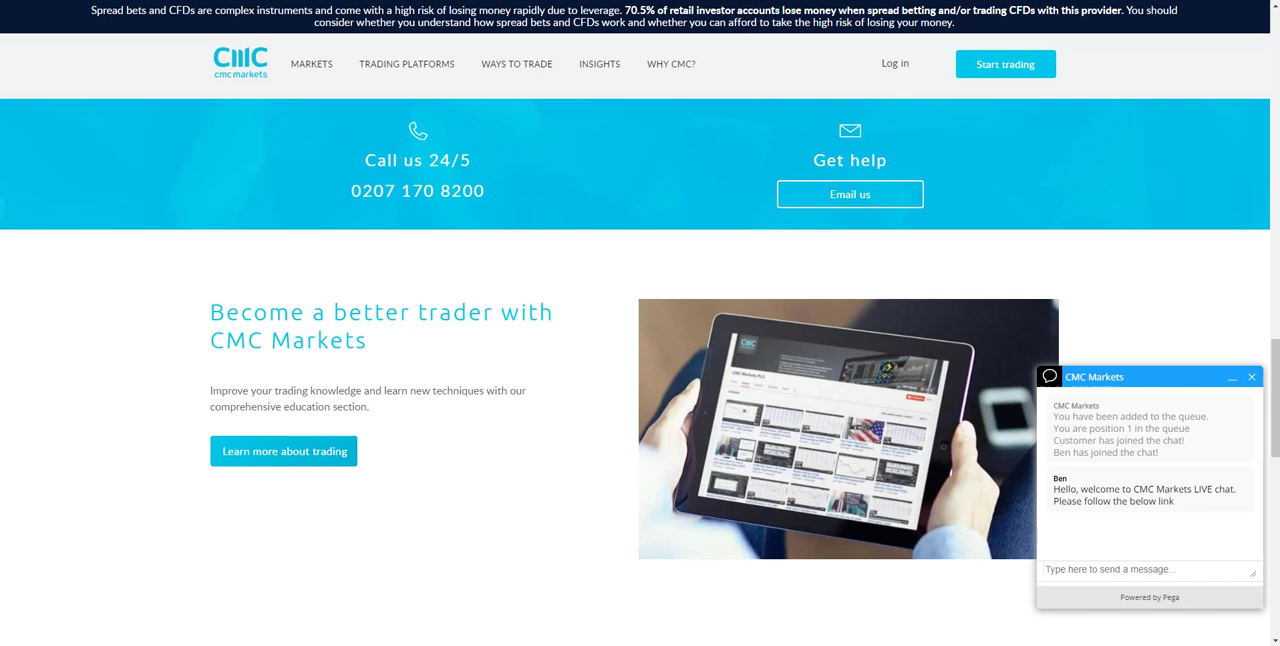 Spread bets and CFDs are complex instruments and come with a high risk of losing money rapidly due to leverage. 70.5% of retail investor accounts lose money when spread betting and/or trading CFDs with this provider. You should
consider whether you understand how spread bets and CFDs work and whether you can afford to take the high risk of losing your money.
CMC
cmc markets
MARKETS
TRADING PLATFORMS
WAYS TO TRADE
INSIGHTS
WHY CMC?
Log in
Start trading
Call us 24/5
0207 170 8200
Get help
Email us
Become a better trader with
CMC Markets
Improve your trading knowledge and learn new techniques with our
comprehensive education section.
Learn more about trading
CMC Markets PLC
CMC Markets
CMC Markets
You have been added to the queue.
You are position 1 in the queue
Customer has joined the chat!
Ben has joined the chat!
Ben
Hello, welcome to CMC Markets LIVE chat.
Please follow the below link
Type here to send a message...
Powered by Pega